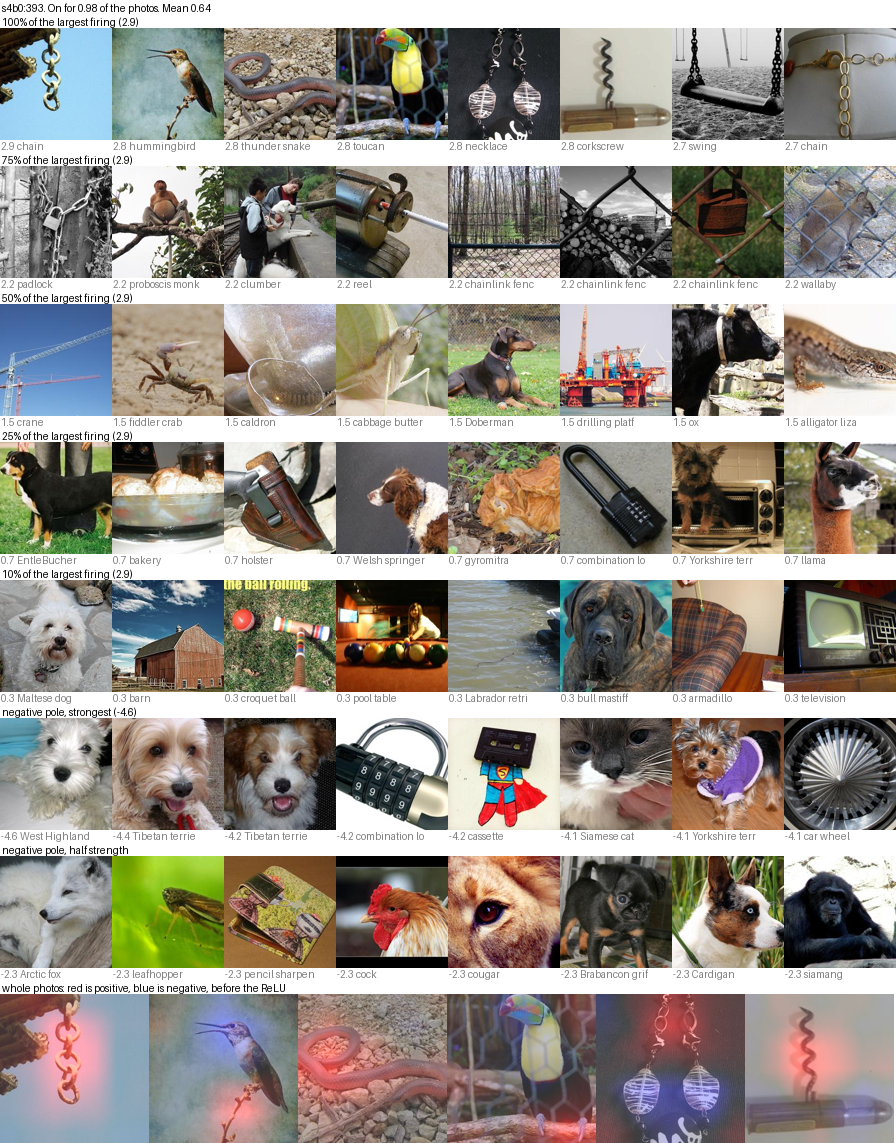 s4b0:393. On for 0.98 of the photos. Mean 0.64
100% of the largest firing (2.9)
2.9 chain
2.8 hummingbird
2.8 thunder snake
2.8 toucan
2.8 necklace
2.8 corkscrew
2.7 swing
2.7 chain
75% of the largest firing (2.9)
2.2 padlock
2.2 proboscis monk
2.2 clumber
2.2 reel
2.2 chainlink fenc
2.2 chainlink fenc
2.2 chainlink fenc
2.2 wallaby
50% of the largest firing (2.9)
1.5 crane
1.5 fiddler crab
1.5 caldron
1.5 cabbage butter
1.5 Doberman
1.5 drilling platf
1.5 ox
1.5 alligator liza
25% of the largest firing (2.9)
0.7 EntleBucher
0.7 bakery
0.7 holster
0.7 Welsh springer
0.7 gyromitra
0.7 combination lo
0.7 Yorkshire terr
0.7 llama
10% of the largest firing (2.9)
the ball rolling.
0.3 Maltese dog
0.3 barn
0.3 croquet ball
0.3 pool table
0.3 Labrador retri
0.3 bull mastiff
0.3 armadillo
0.3 television
negative pole, strongest (-4.6)
-4.6 West Highland
-4.4 Tibetan terrie
-4.2 Tibetan terrie
-4.2 combination lo
-4.2 cassette
-4.1 Siamese cat
-4.1 Yorkshire terr
-4.1 car wheel
negative pole, half strength
-2.3 Arctic fox
-2.3 leafhopper
-2.3 pencil sharpen
-2.3 cock
-2.3 cougar
-2.3 Brabancon grif
-2.3 Cardigan
-2.3 siamang
whole photos: red is positive, blue is negative, before the ReLU